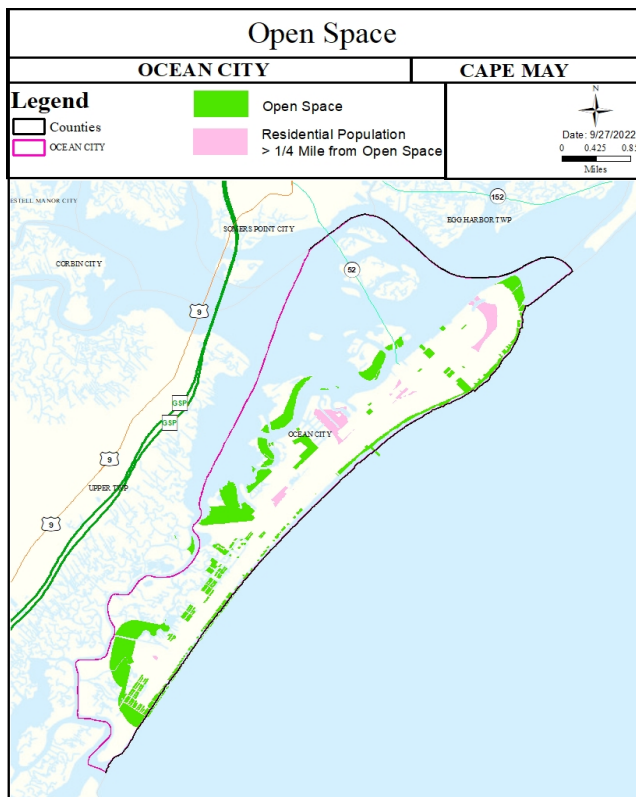 Open Space
OCEAN CITY
CAPE MAY
Legend
Counties
OCEAN CITY
Open Space
Residential Population
> 1/4 Mile from Open Space
N
Date: 9/27/2022
0 0.425 0.85
Miles
ESTELL MANOR CITY
SOMERS POINT CITY
152
EGG HARBOR TWP
CORBIN CITY
52
9
GSP
GSP
OCEAN CITY
9
UPPER TWP
9